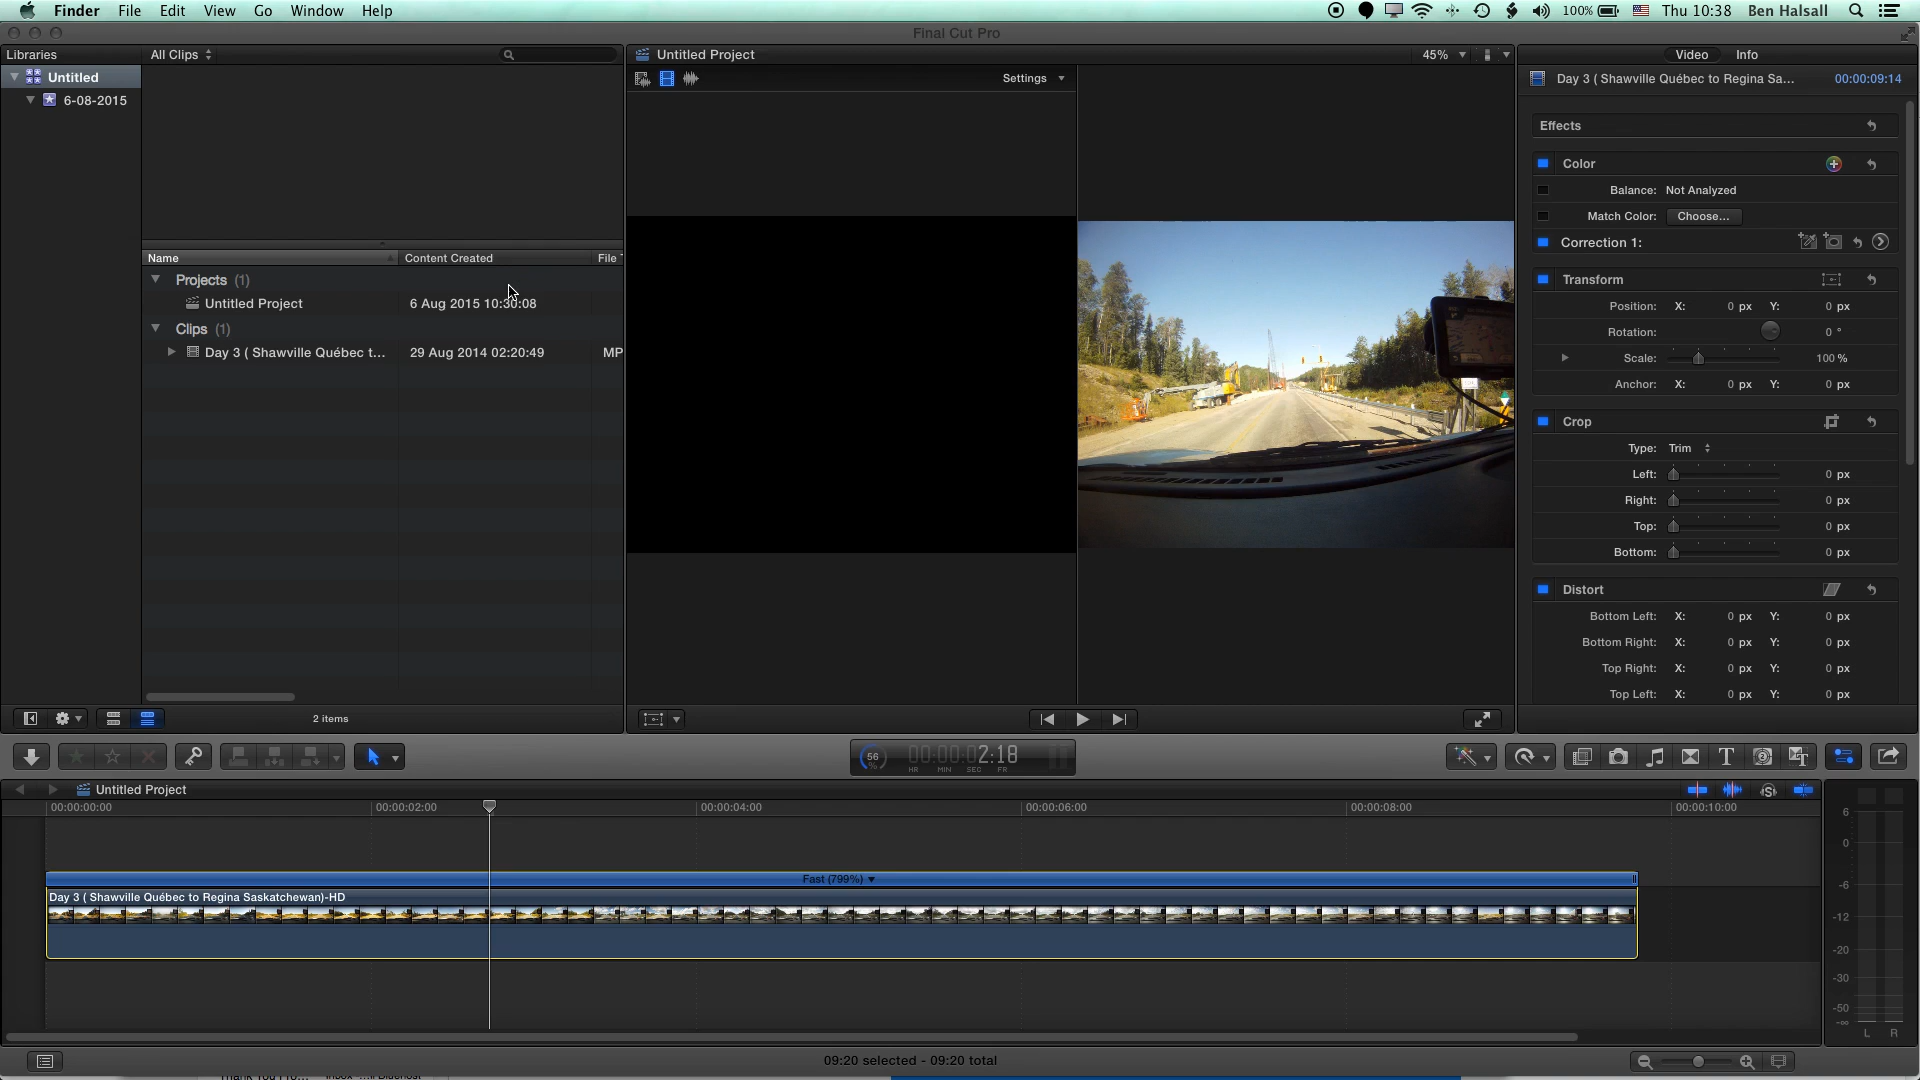 Finder File Edit View Go Window Help 100% Thu 10:38 Ben Halsall
Final Cut Pro
Libraries All Clips Untitled Project 45% Video Info
Untitled
6-08-2015
Settings
Day 3 ( Shawville Québec to Regina Sa... 00:00:09:14
Effects
Color
Balance: Not Analyzed
Match Color: Choose...
Correction 1:
Name Content Created File
Projects (1)
Untitled Project 6 Aug 2015 10:30:08
Clips (1)
Day 3 ( Shawville Québec t... 29 Aug 2014 02:20:49 MP
Transform
Position: X: 0 px Y: 0 px
Rotation: 0 °
Scale: 100 %
Anchor: X: 0 px Y: 0 px
Crop
Type: Trim
Left: 0 px
Right: 0 px
Top: 0 px
Bottom: 0 px
Distort
Bottom Left: X: 0 px Y: 0 px
Bottom Right: X: 0 px Y: 0 px
Top Right: X: 0 px Y: 0 px
Top Left: X: 0 px Y: 0 px
2 items
56 % 00:00:02:18
HR MIN SEC FR
Untitled Project
00:00:00:00 00:00:02:00 00:00:04:00 00:00:06:00 00:00:08:00 00:00:10:00
Fast (799%)
Day 3 ( Shawville Québec to Regina Saskatchewan)-HD
6
0
-6
-12
-20
-30
-50
-∞
L R
09:20 selected - 09:20 total